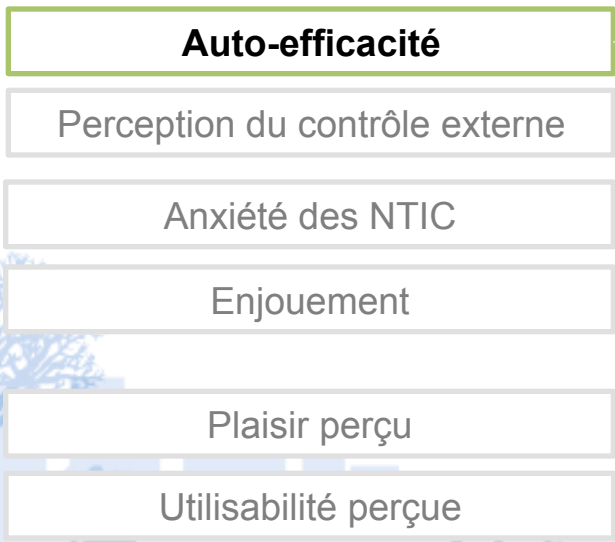 Auto-efficacité
Perception du contrôle externe
Anxiété des NTIC
Enjouement
Plaisir perçu
Utilisabilité perçue